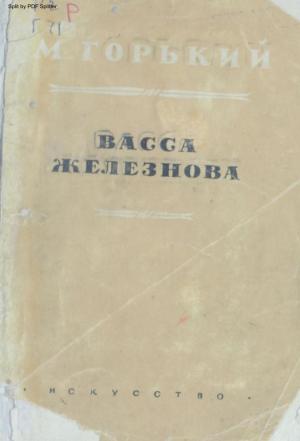 Split by PDF Splitter
Р
М. ГОРЬКИЙ
ВАССА
ЖЕЛЕЗНОВА
· ИСКУССТВО ·